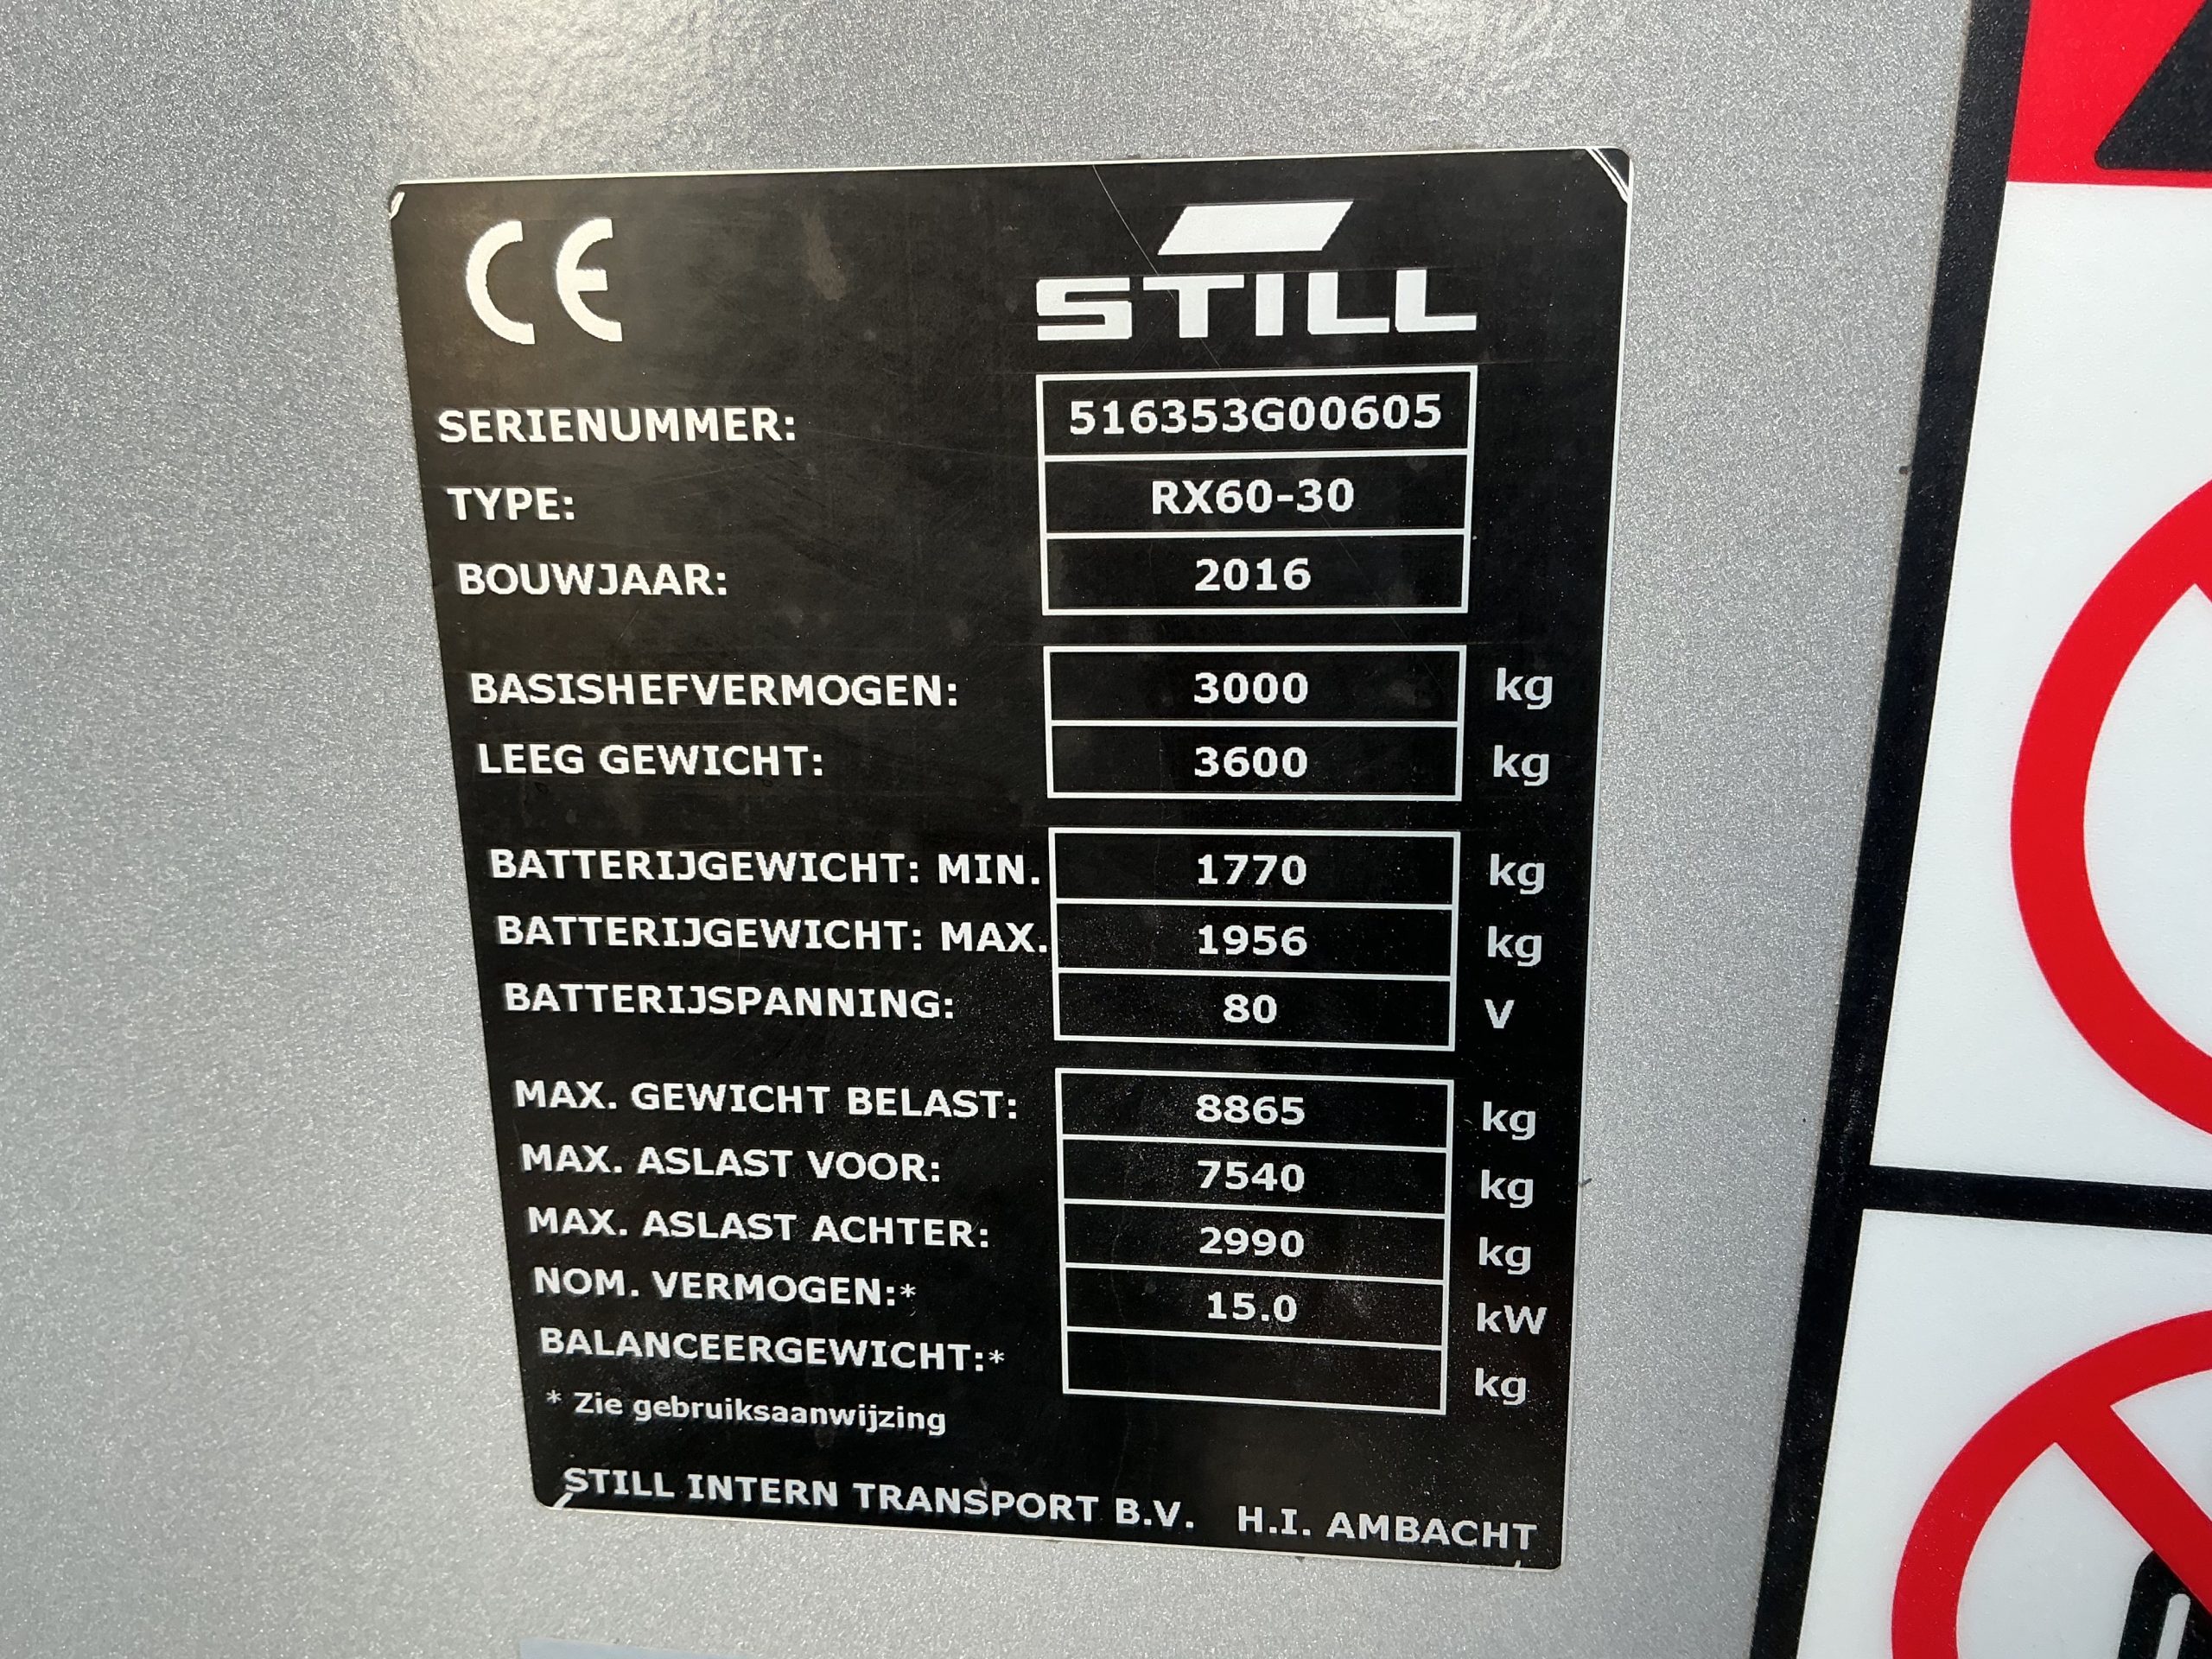 CE STILL
SERIENUMMER: 516353G00605
TYPE: RX60-30
BOUWJAAR: 2016
BASISHEFVERMOGEN: 3000 kg
LEEG GEWICHT: 3600 kg
BATTERIJGEWICHT: MIN. 1770 kg
BATTERIJGEWICHT: MAX. 1956 kg
BATTERIJSPANNING: 80 V
MAX. GEWICHT BELAST: 8865 kg
MAX. ASLAST VOOR: 7540 kg
MAX. ASLAST ACHTER: 2990 kg
NOM. VERMOGEN:* 15.0 kW
BALANCEERGEWICHT:* kg
* Zie gebruiksaanwijzing
STILL INTERN TRANSPORT B.V. H.I. AMBACHT